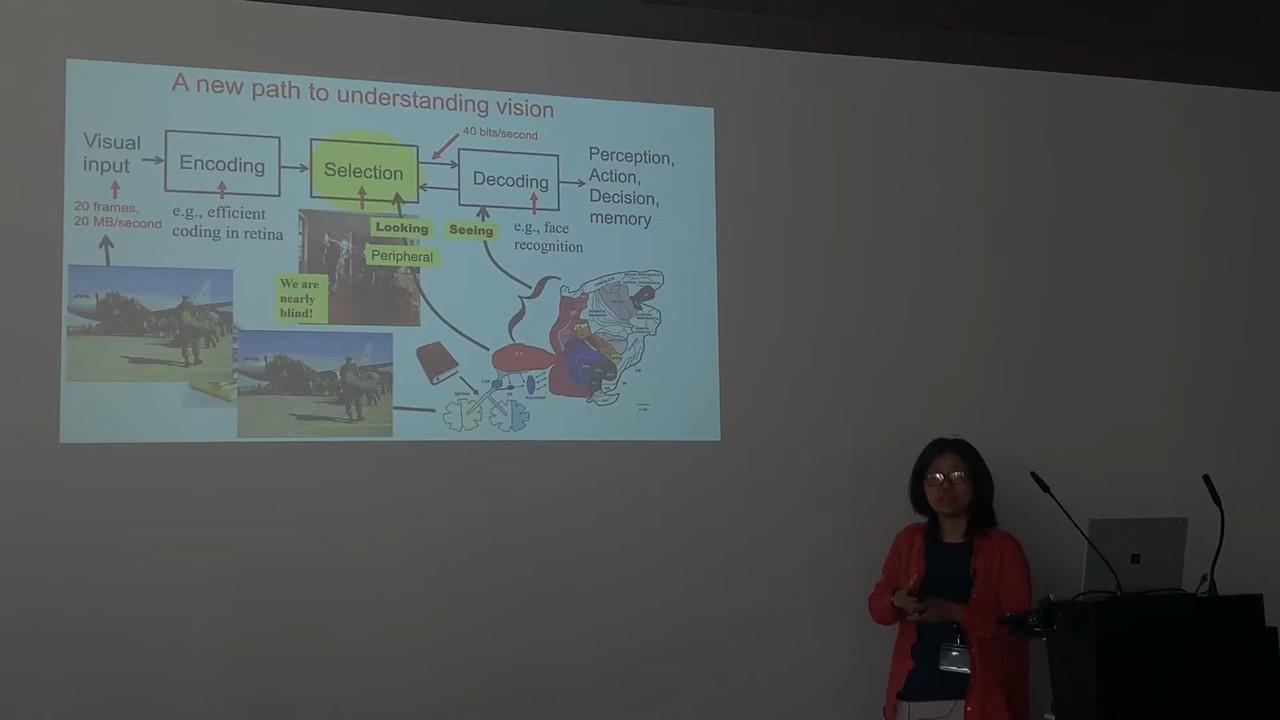 A new path to understanding vision
40 bits/second
Visual
input
Encoding
Selection
Decoding
Perception,
Action,
Decision,
memory
20 frames,
20 MB/second
e.g., efficient
coding in retina
Looking
Peripheral
Seeing
e.g., face
recognition
We are
nearly
blind!
V1